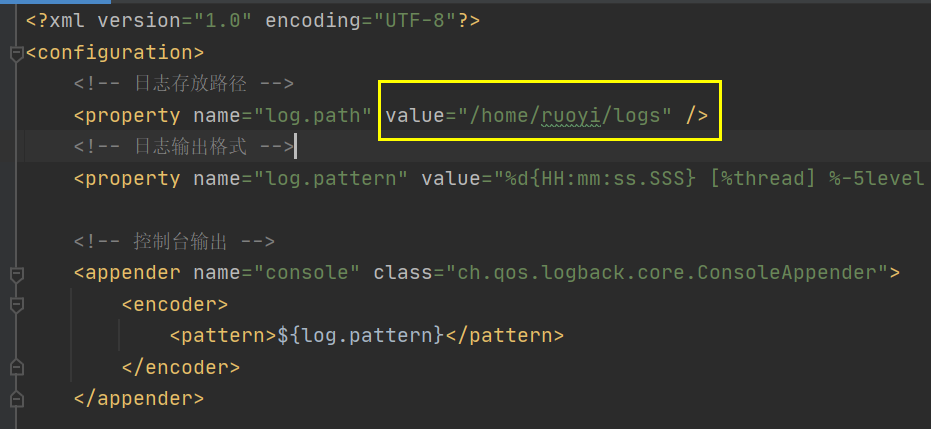 <?xml version="1.0" encoding="UTF-8"?>
<configuration>
<!-- 日志存放路径 -->
<property name="log.path" value="/home/ruoyi/logs" />
<!-- 日志输出格式 -->
<property name="log.pattern" value="%d{HH:mm:ss.SSS} [%thread] %-5level
<!-- 控制台输出 -->
<appender name="console" class="ch.qos.logback.core.ConsoleAppender">
<encoder>
<pattern>${log.pattern}</pattern>
</encoder>
</appender>